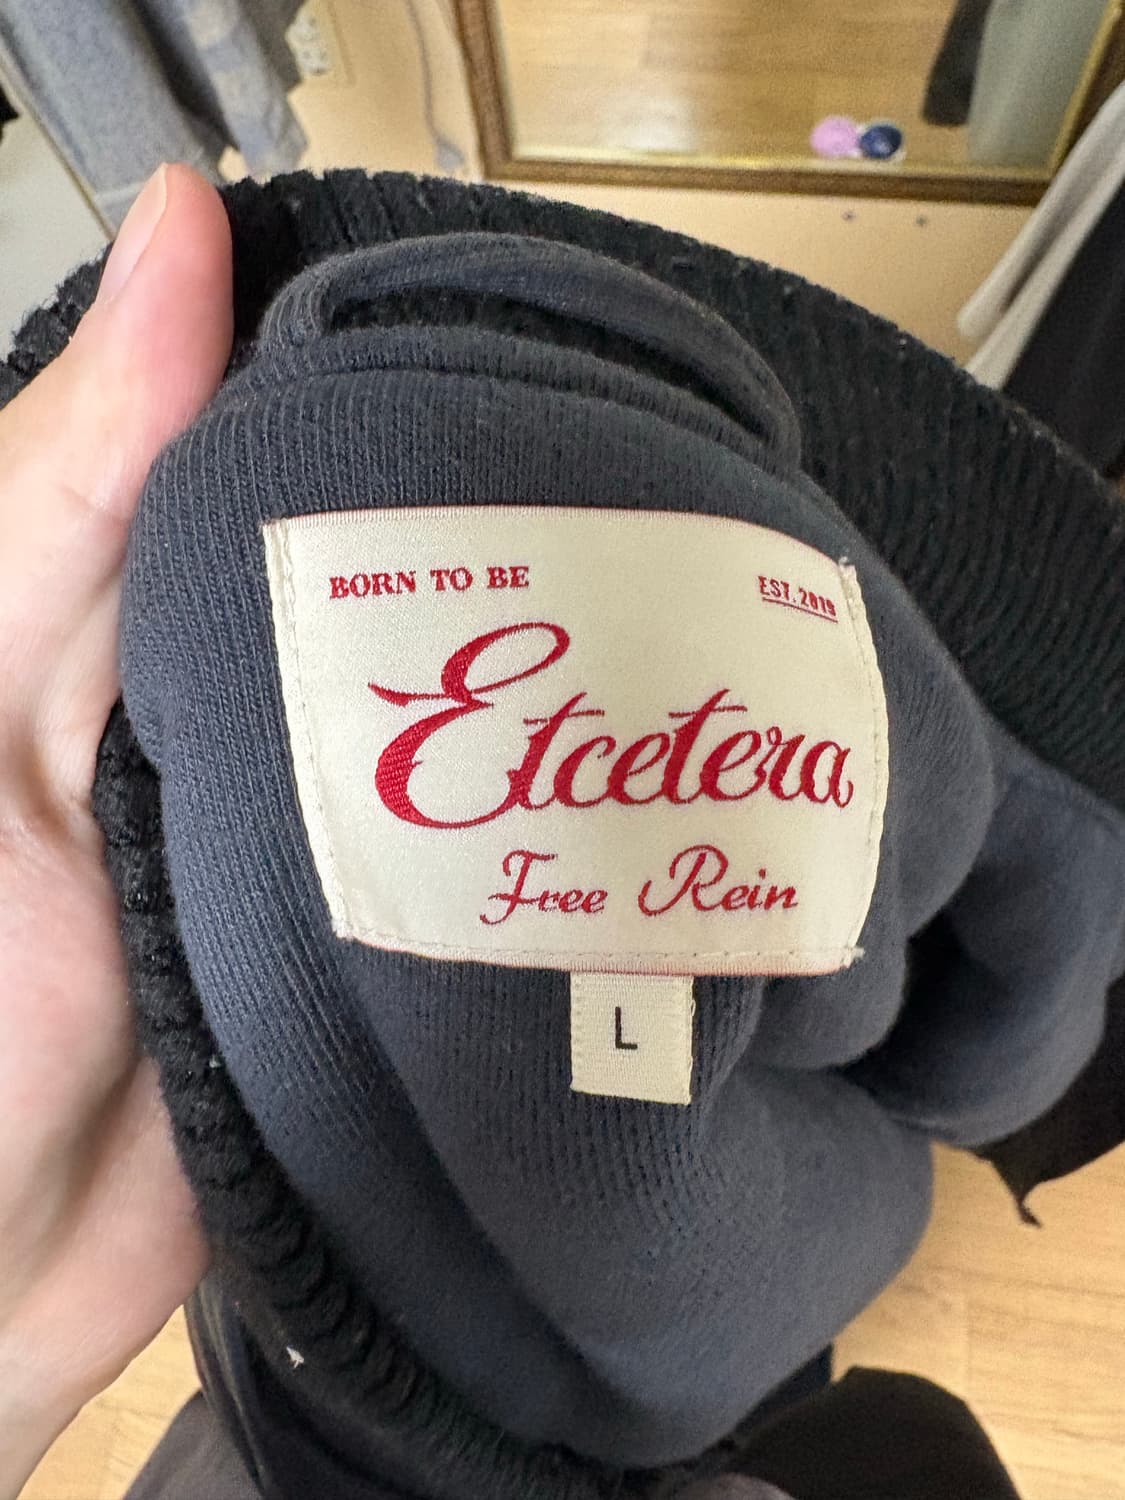 BORN TO BE
EST. 2019
Etcetera
Free Rein
L